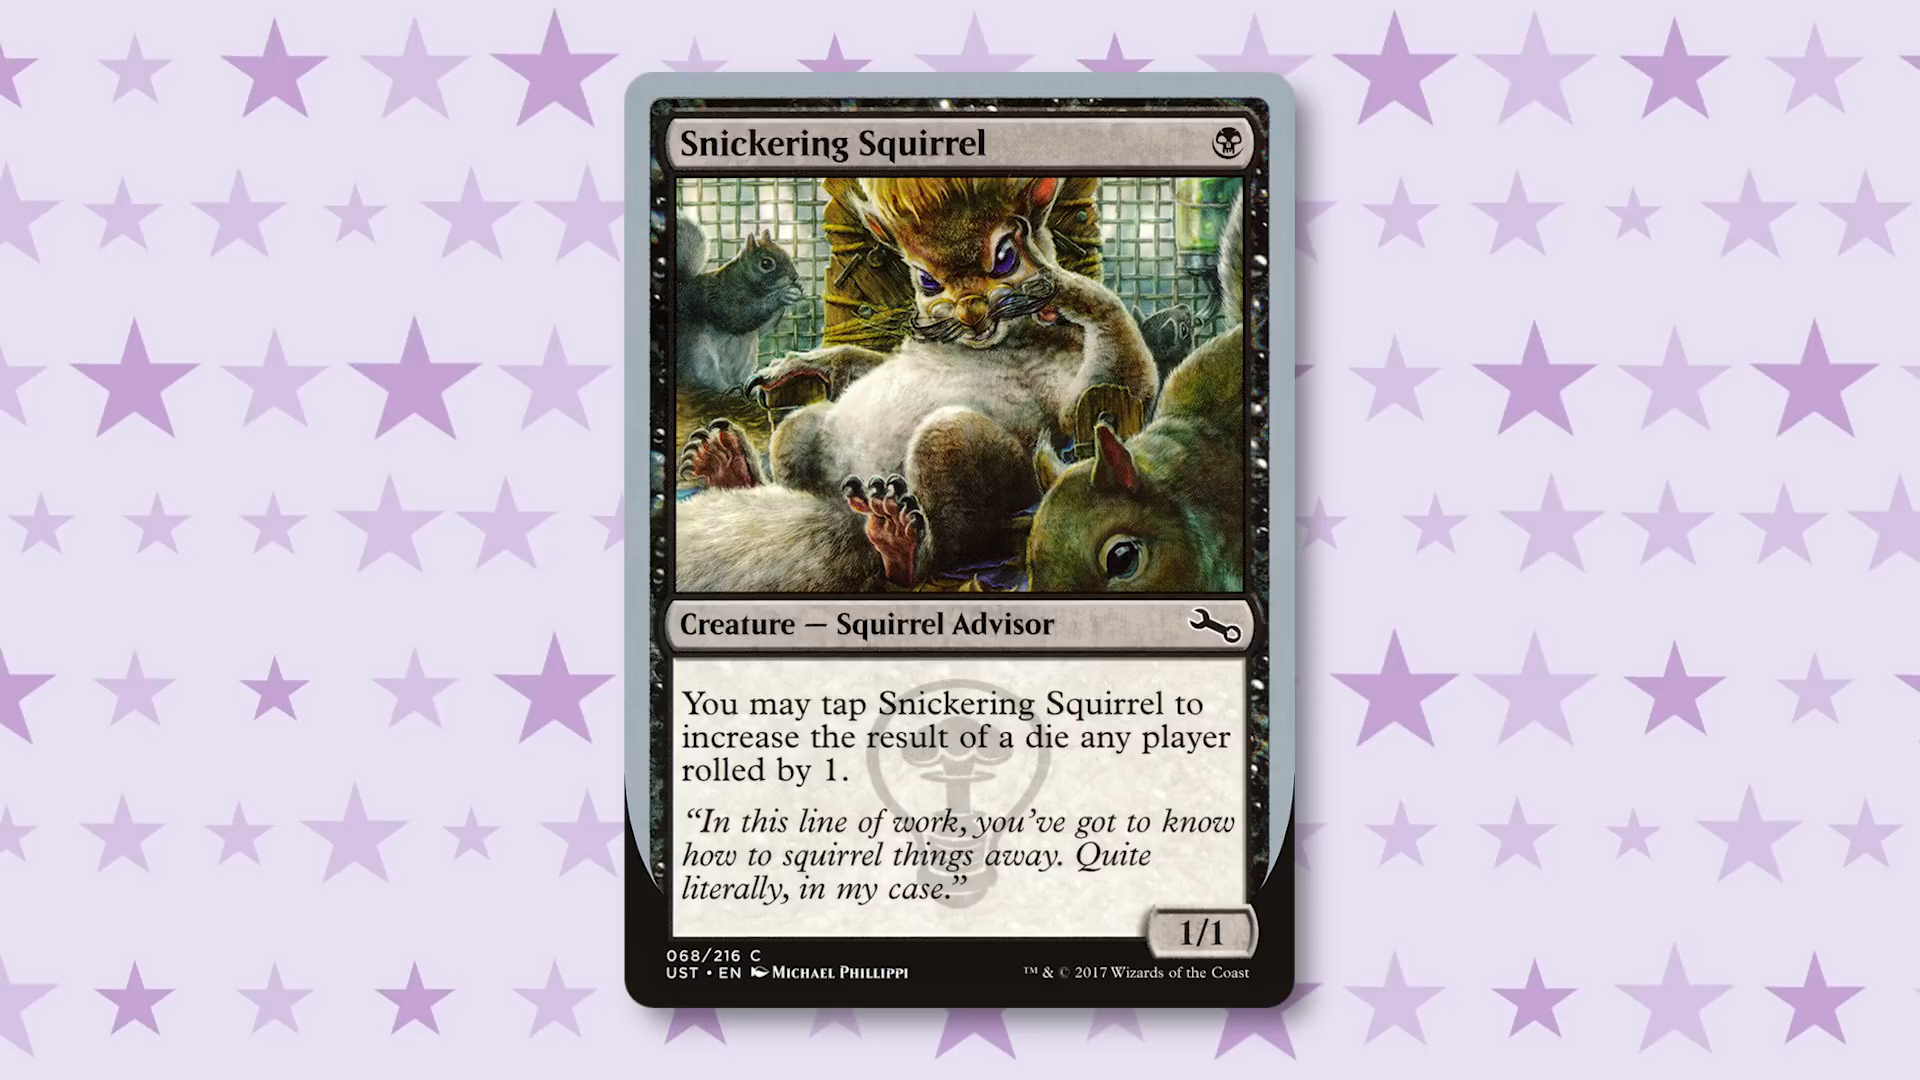 Snickering Squirrel
Creature — Squirrel Advisor
You may tap Snickering Squirrel to
increase the result of a die any player
rolled by 1.
“In this line of work, you’ve got to know
how to squirrel things away. Quite
literally, in my case.”
1/1
068/216 C
UST • EN Michael Phillippi
™ & © 2017 Wizards of the Coast